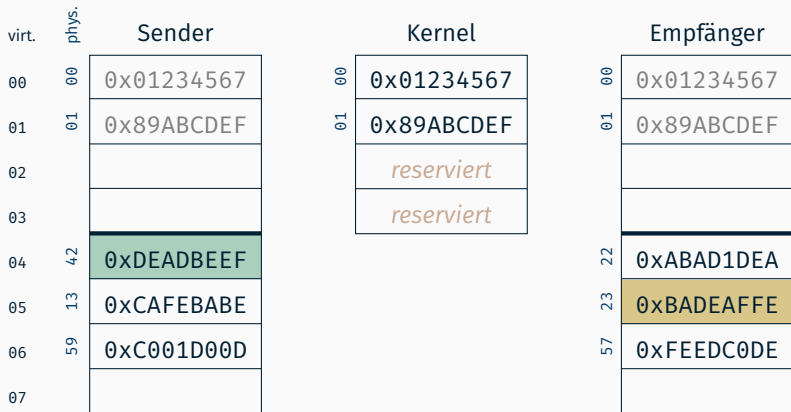 virt. phys. Sender Kernel Empfänger
00 00 0x01234567 00 0x01234567 00 0x01234567
01 01 0x89ABCDEF 01 0x89ABCDEF 01 0x89ABCDEF
02 reserviert
03 reserviert
04 42 0xDEADBEEF 22 0xABAD1DEA
05 13 0xCAFEBABE 23 0xBADEAFFE
06 59 0xC001D00D 57 0xFEEDC0DE
07